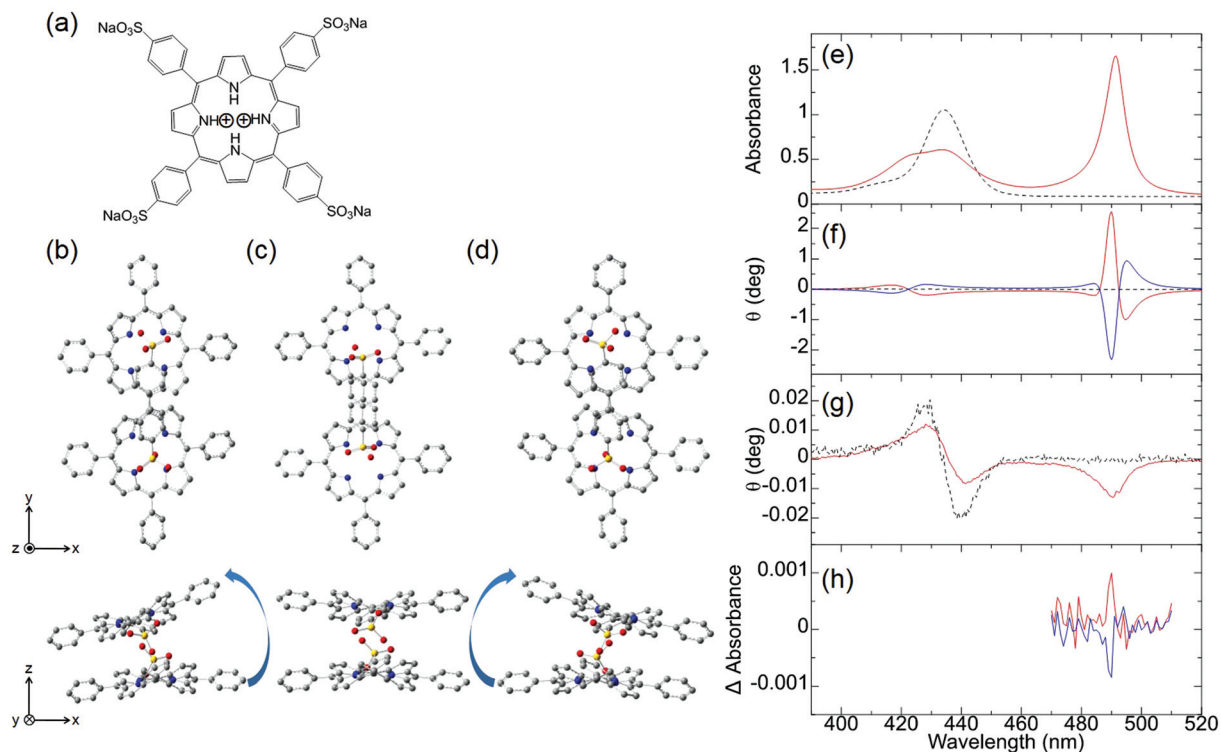 (a)
NaO₃S
SO₃Na
N
H
NH⊕⊕HN
H
N
NaO₃S
SO₃Na
(b)
(c)
(d)
y
z
x
z
y
x
(e)
Absorbance
1.5
1
0.5
0
(f)
θ (deg)
2
1
0
-1
-2
(g)
θ (deg)
0.02
0.01
0
-0.01
-0.02
(h)
Δ Absorbance
0.001
0
-0.001
400 420 440 460 480 500 520
Wavelength (nm)